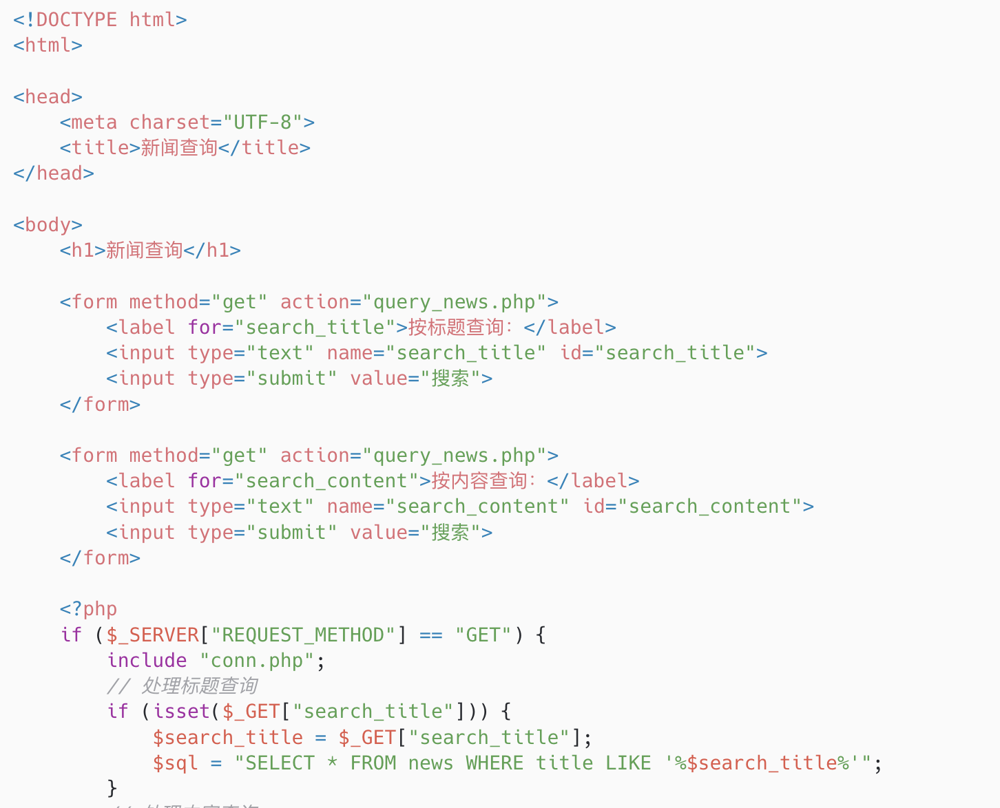 <!DOCTYPE html>
<html>
<head>
<meta charset="UTF-8">
<title>新闻查询</title>
</head>
<body>
<h1>新闻查询</h1>
<form method="get" action="query_news.php">
<label for="search_title">按标题查询：</label>
<input type="text" name="search_title" id="search_title">
<input type="submit" value="搜索">
</form>
<form method="get" action="query_news.php">
<label for="search_content">按内容查询：</label>
<input type="text" name="search_content" id="search_content">
<input type="submit" value="搜索">
</form>
<?php
if ($_SERVER["REQUEST_METHOD"] == "GET") {
include "conn.php";
// 处理标题查询
if (isset($_GET["search_title"])) {
$search_title = $_GET["search_title"];
$sql = "SELECT * FROM news WHERE title LIKE '%$search_title%'";
}